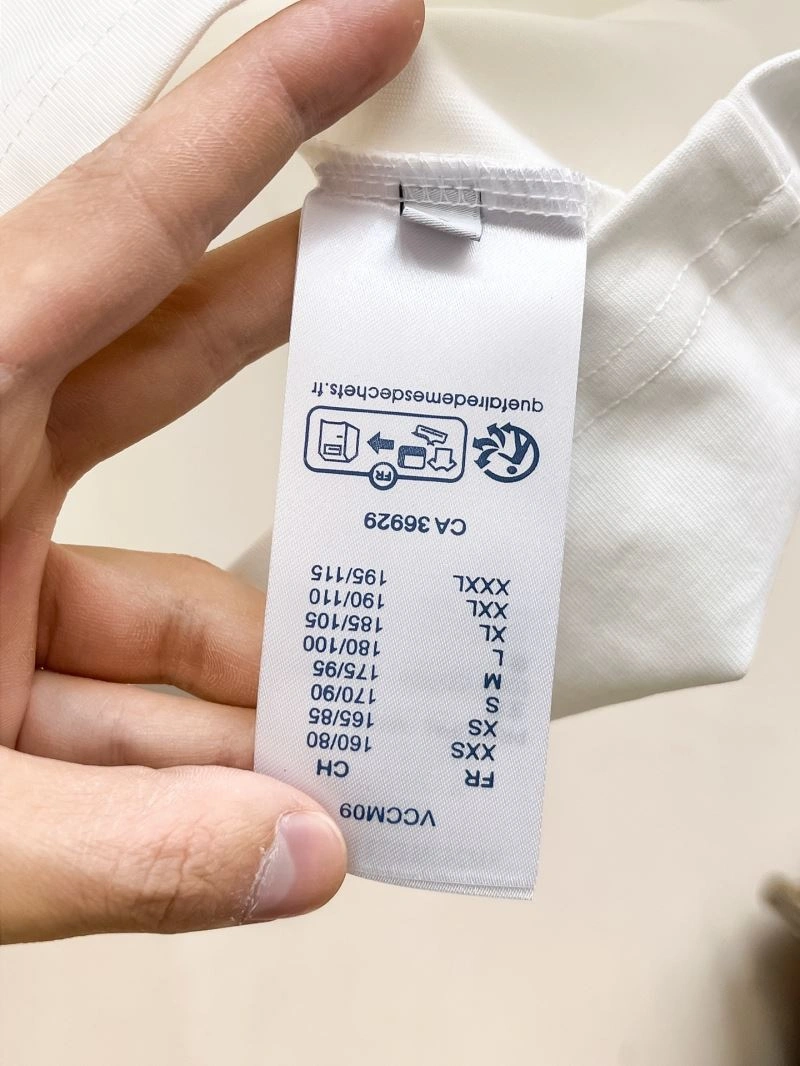 VCCM09
FR CH
XXS 160/80
XS 165/85
S 170/90
M 175/95
L 180/100
XL 185/105
XXL 190/110
XXXL 195/115
CA 36929
FR
quefairedemesdechets.fr